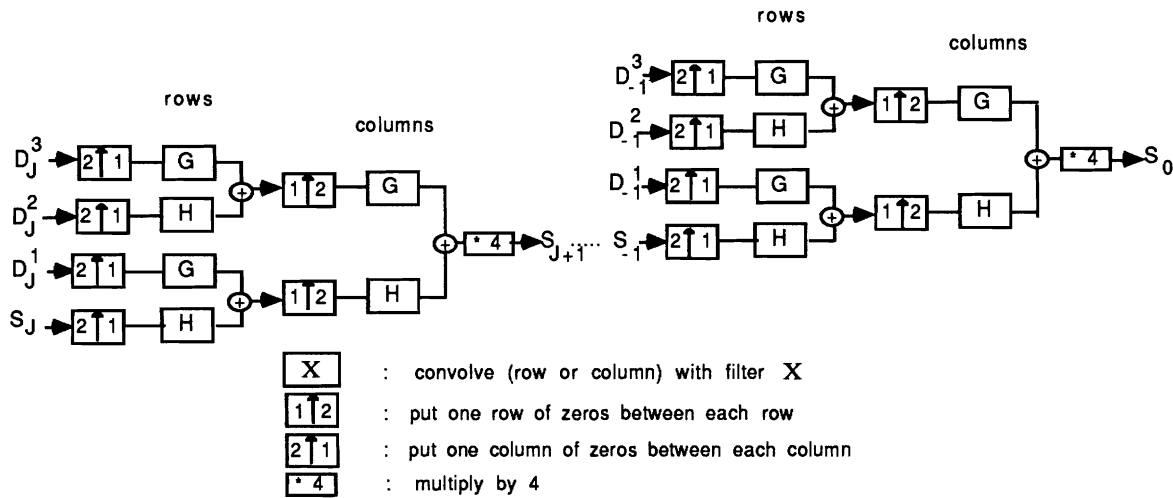 rows
columns
D_J^3 2↑1 G
1↑2 G
D_J^2 2↑1 H
+
+ * 4 S_{J+1} .....
D_J^1 2↑1 G
1↑2 H
S_J 2↑1 H
+
rows
columns
D_{-1}^3 2↑1 G
1↑2 G
D_{-1}^2 2↑1 H
+
+ * 4 S_0
D_{-1}^1 2↑1 G
1↑2 H
S_{-1} 2↑1 H
+
X : convolve (row or column) with filter X
1↑2 : put one row of zeros between each row
2↑1 : put one column of zeros between each column
* 4 : multiply by 4